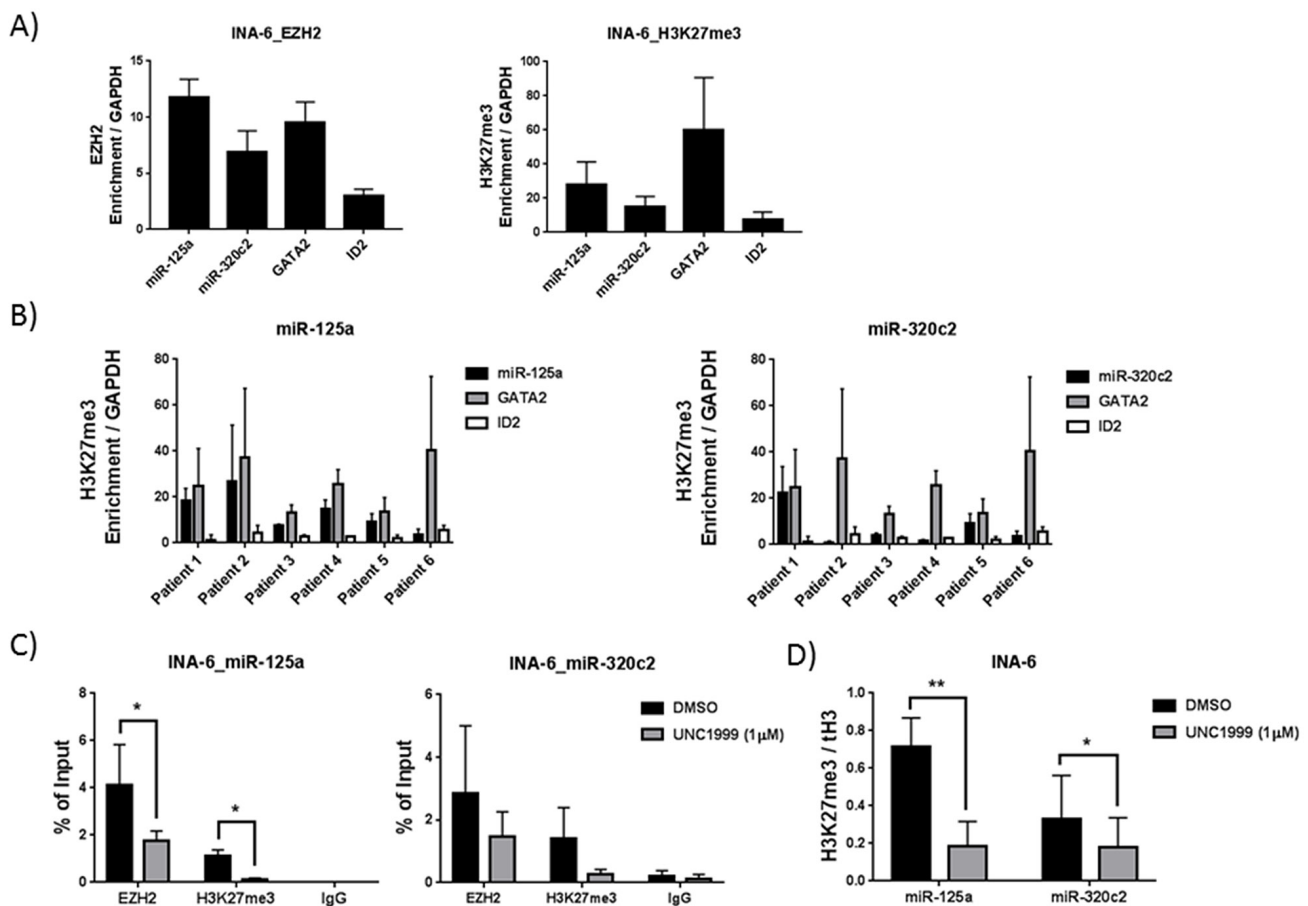 A)
INA-6_EZH2
EZH2
Enrichment / GAPDH
15
10
5
0
miR-125a
miR-320c2
GATA2
ID2
INA-6_H3K27me3
H3K27me3
Enrichment / GAPDH
100
80
60
40
20
0
miR-125a
miR-320c2
GATA2
ID2
B)
miR-125a
H3K27me3
Enrichment / GAPDH
80
60
40
20
0
Patient 1
Patient 2
Patient 3
Patient 4
Patient 5
Patient 6
miR-125a
GATA2
ID2
miR-320c2
H3K27me3
Enrichment / GAPDH
80
60
40
20
0
Patient 1
Patient 2
Patient 3
Patient 4
Patient 5
Patient 6
miR-320c2
GATA2
ID2
C)
INA-6_miR-125a
% of Input
8
6
4
2
0
*
*
EZH2
H3K27me3
IgG
INA-6_miR-320c2
% of Input
6
4
2
0
EZH2
H3K27me3
IgG
DMSO
UNC1999 (1μM)
D)
INA-6
H3K27me3 / tH3
1.0
0.8
0.6
0.4
0.2
0.0
**
*
miR-125a
miR-320c2
DMSO
UNC1999 (1μM)